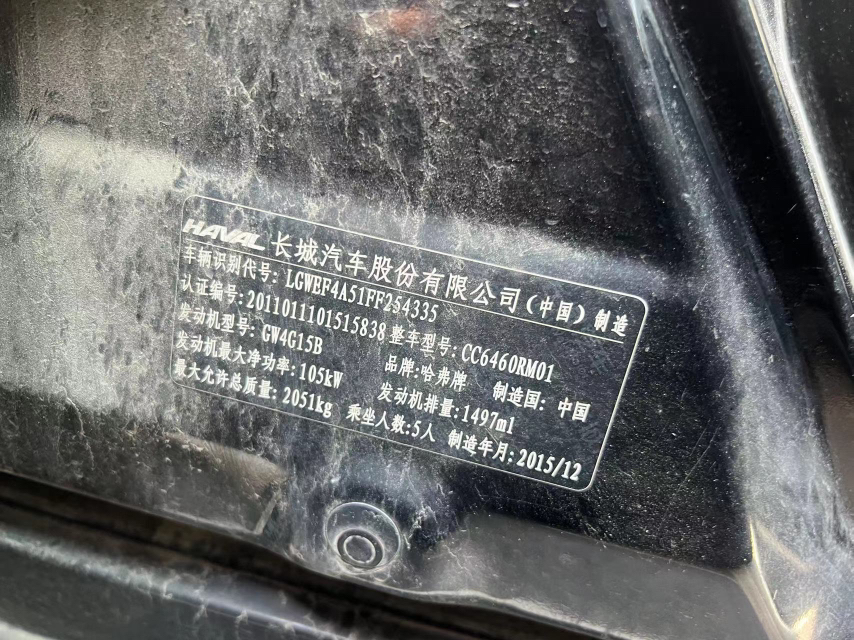 HAVAL 长城汽车股份有限公司(中国)制造
车辆识别代号: LGWEF4A51FF254335
认证编号:2011011101515838 整车型号: CC6460RM01
发动机型号: GW4G15B 品牌:哈弗牌 制造国: 中国
发动机最大净功率:105kW 发动机排量:1497ml
最大允许总质量: 2051kg 乘坐人数:5人 制造年月:2015/12